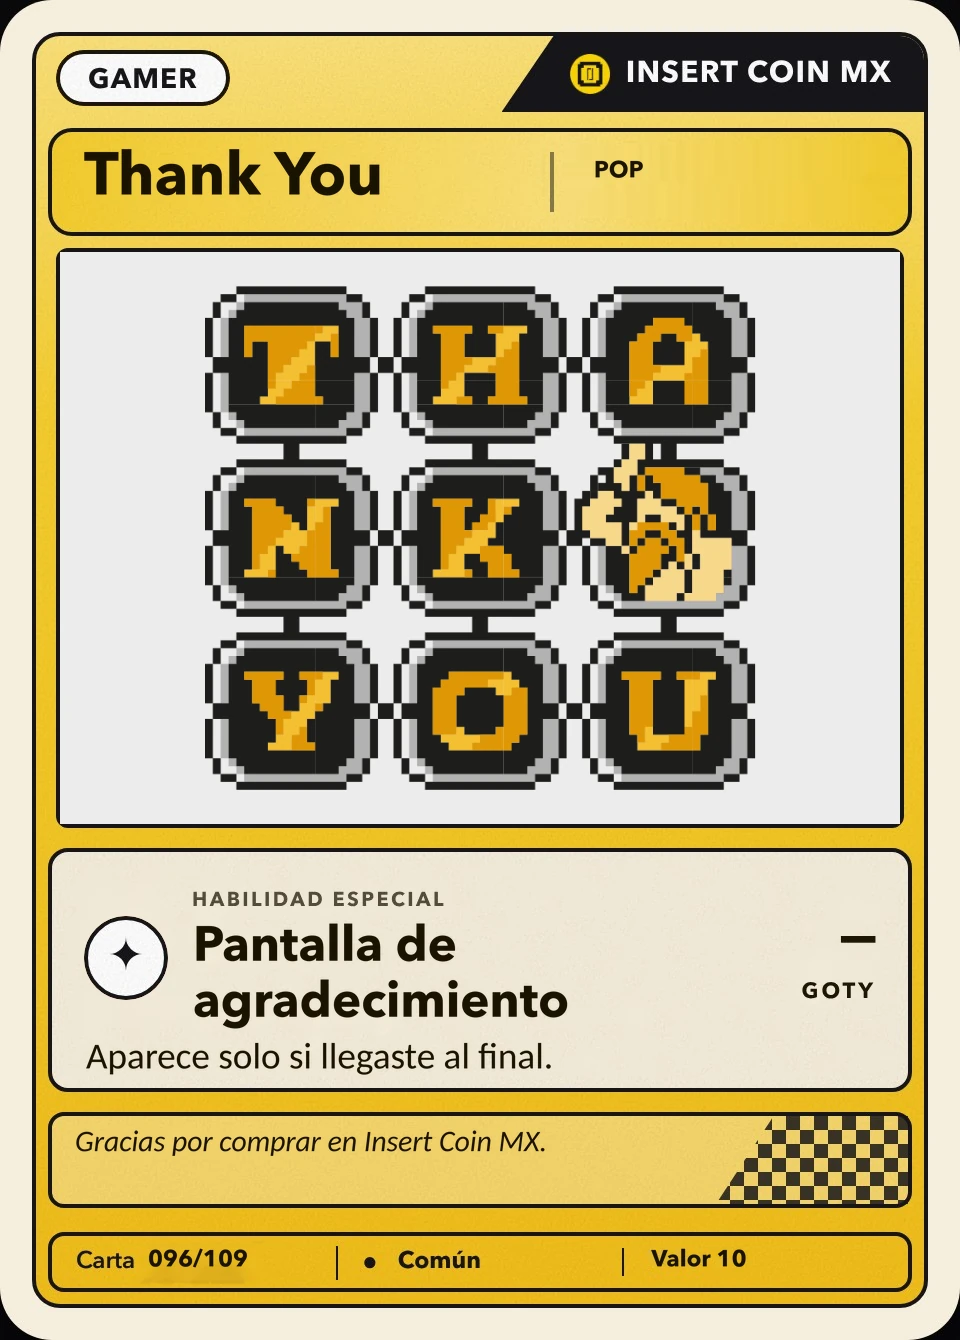 GAMER
INSERT COIN MX
Thank You
POP
T H A
N K
Y O U
HABILIDAD ESPECIAL
Pantalla de
agradecimiento
—
GOTY
Aparece solo si llegaste al final.
Gracias por comprar en Insert Coin MX.
Carta 096/109
• Común
Valor 10